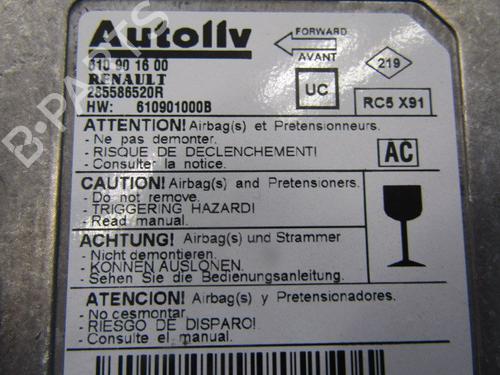 Autoliv
FORWARD
AVANT
610 90 16 00
RENAULT
285586520R
HW: 610901000B
UC
219
RC5 X91
ATTENTION! Airbag(s) et Pretensionneurs.
- Ne pas demonter.
- RISQUE DE DECLENCHEMENT!
- Consulter la notice.
AC
CAUTION! Airbag(s) and Pretensioners.
- Do not remove.
- TRIGGERING HAZARD!
- Read manual.
ACHTUNG! Airbag(s) und Strammer
- Nicht demontieren.
- KONNEN AUSLONEN.
- Sehen Sie die Bedienungsanleitung.
ATENCION! Airbag(s) y Pretensionadores.
- No cesmontar.
- RIESGO DE DISPARO!
- Consulte el manual.
B-PARTS